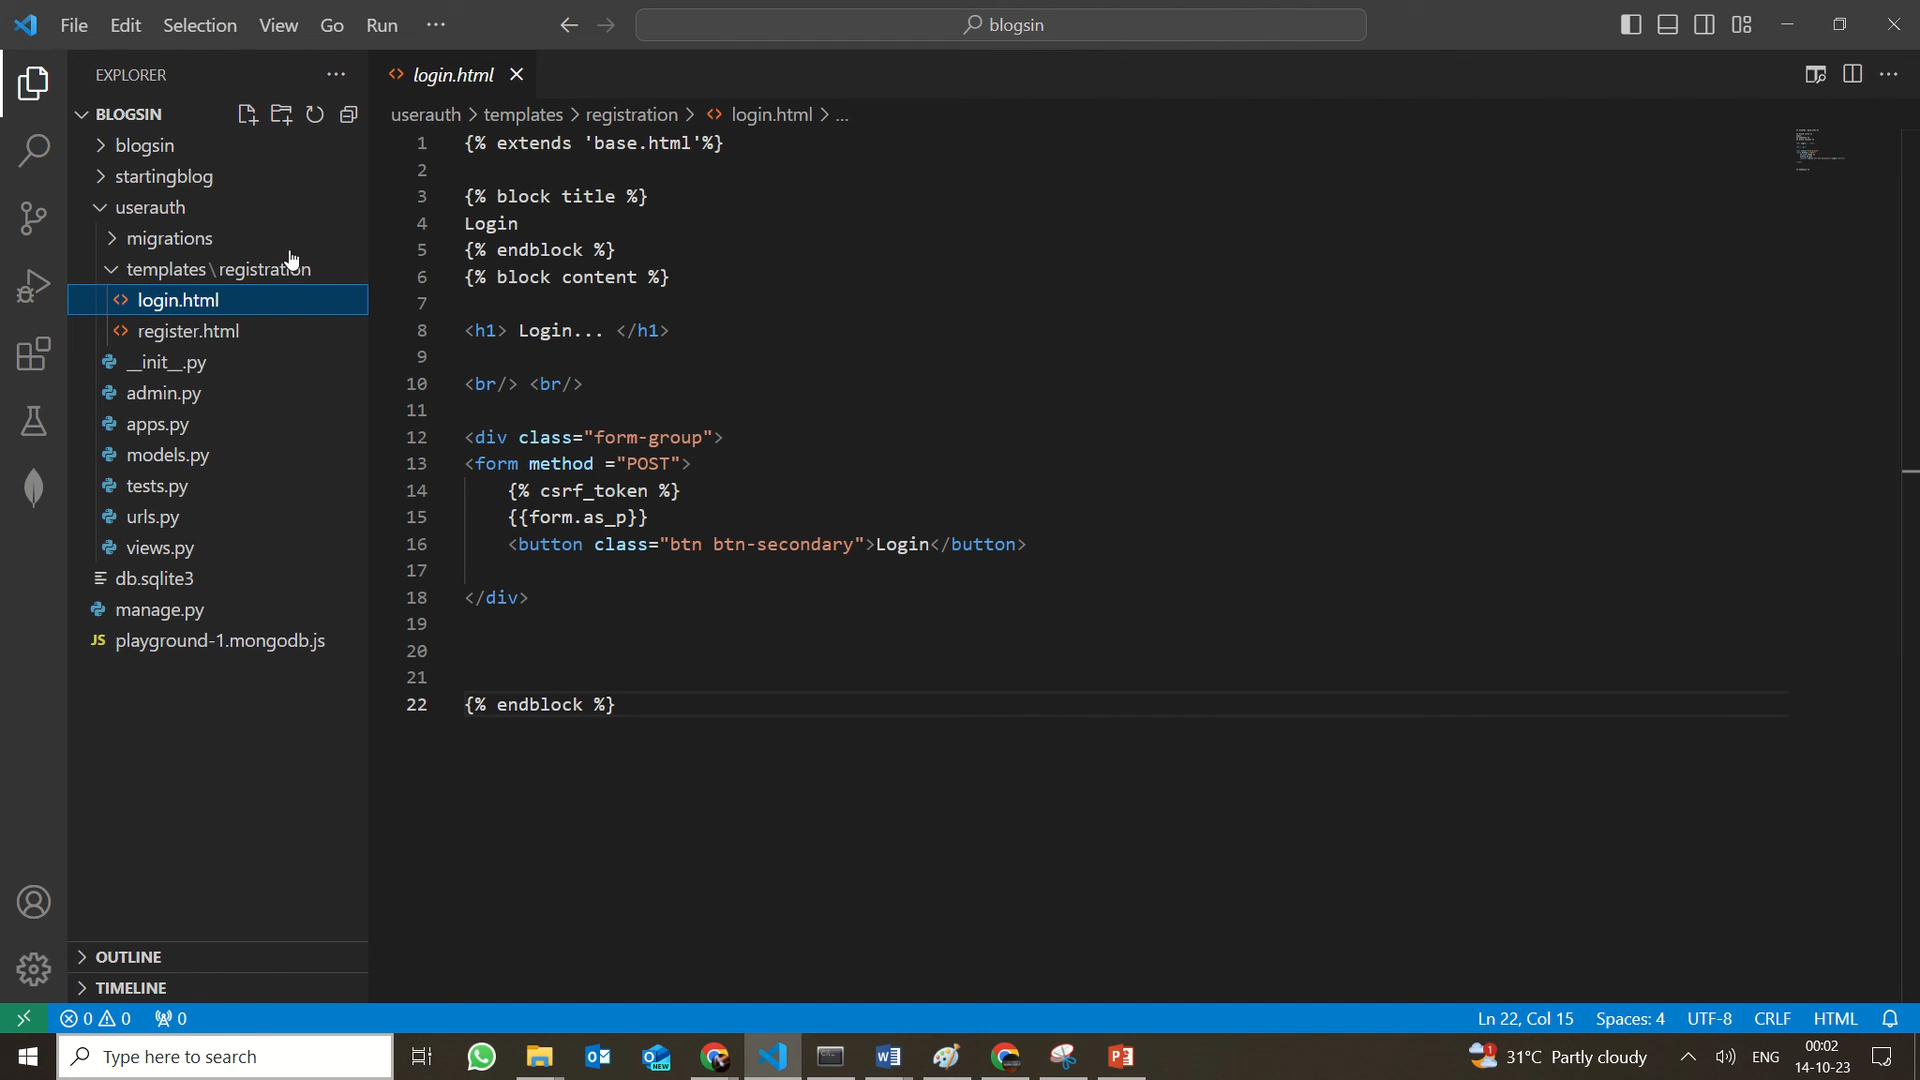 File Edit Selection View Go Run ...
blogsin
EXPLORER
BLOGSIN
blogsin
startingblog
userauth
migrations
templates\registration
login.html
register.html
__init__.py
admin.py
apps.py
models.py
tests.py
urls.py
views.py
db.sqlite3
manage.py
JS playground-1.mongodb.js
OUTLINE
TIMELINE
login.html
userauth > templates > registration > login.html > ...
1 {% extends 'base.html'%}
2
3 {% block title %}
4 Login
5 {% endblock %}
6 {% block content %}
7
8 <h1> Login... </h1>
9
10 <br/> <br/>
11
12 <div class="form-group">
13 <form method ="POST">
14 {% csrf_token %}
15 {{form.as_p}}
16 <button class="btn btn-secondary">Login</button>
17
18 </div>
19
20
21
22 {% endblock %}
0 0 0
Ln 22, Col 15 Spaces: 4 UTF-8 CRLF HTML
Type here to search
NEW
1 31°C Partly cloudy
ENG
00:02
14-10-23